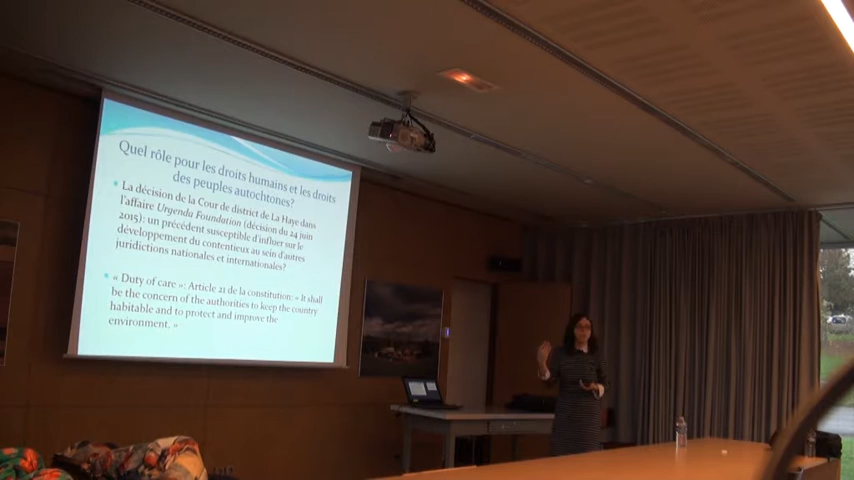 Quel rôle pour les droits humains et les droits
des peuples autochtones?
La décision de la Cour de district de La Haye dans
l'affaire Urgenda Foundation (décision du 24 juin
2015): un précédent susceptible d'influer sur le
développement du contentieux au sein d'autres
juridictions nationales et internationales?
« Duty of care »: Article 21 de la constitution: « It shall
be the concern of the authorities to keep the country
habitable and to protect and improve the
environment. »